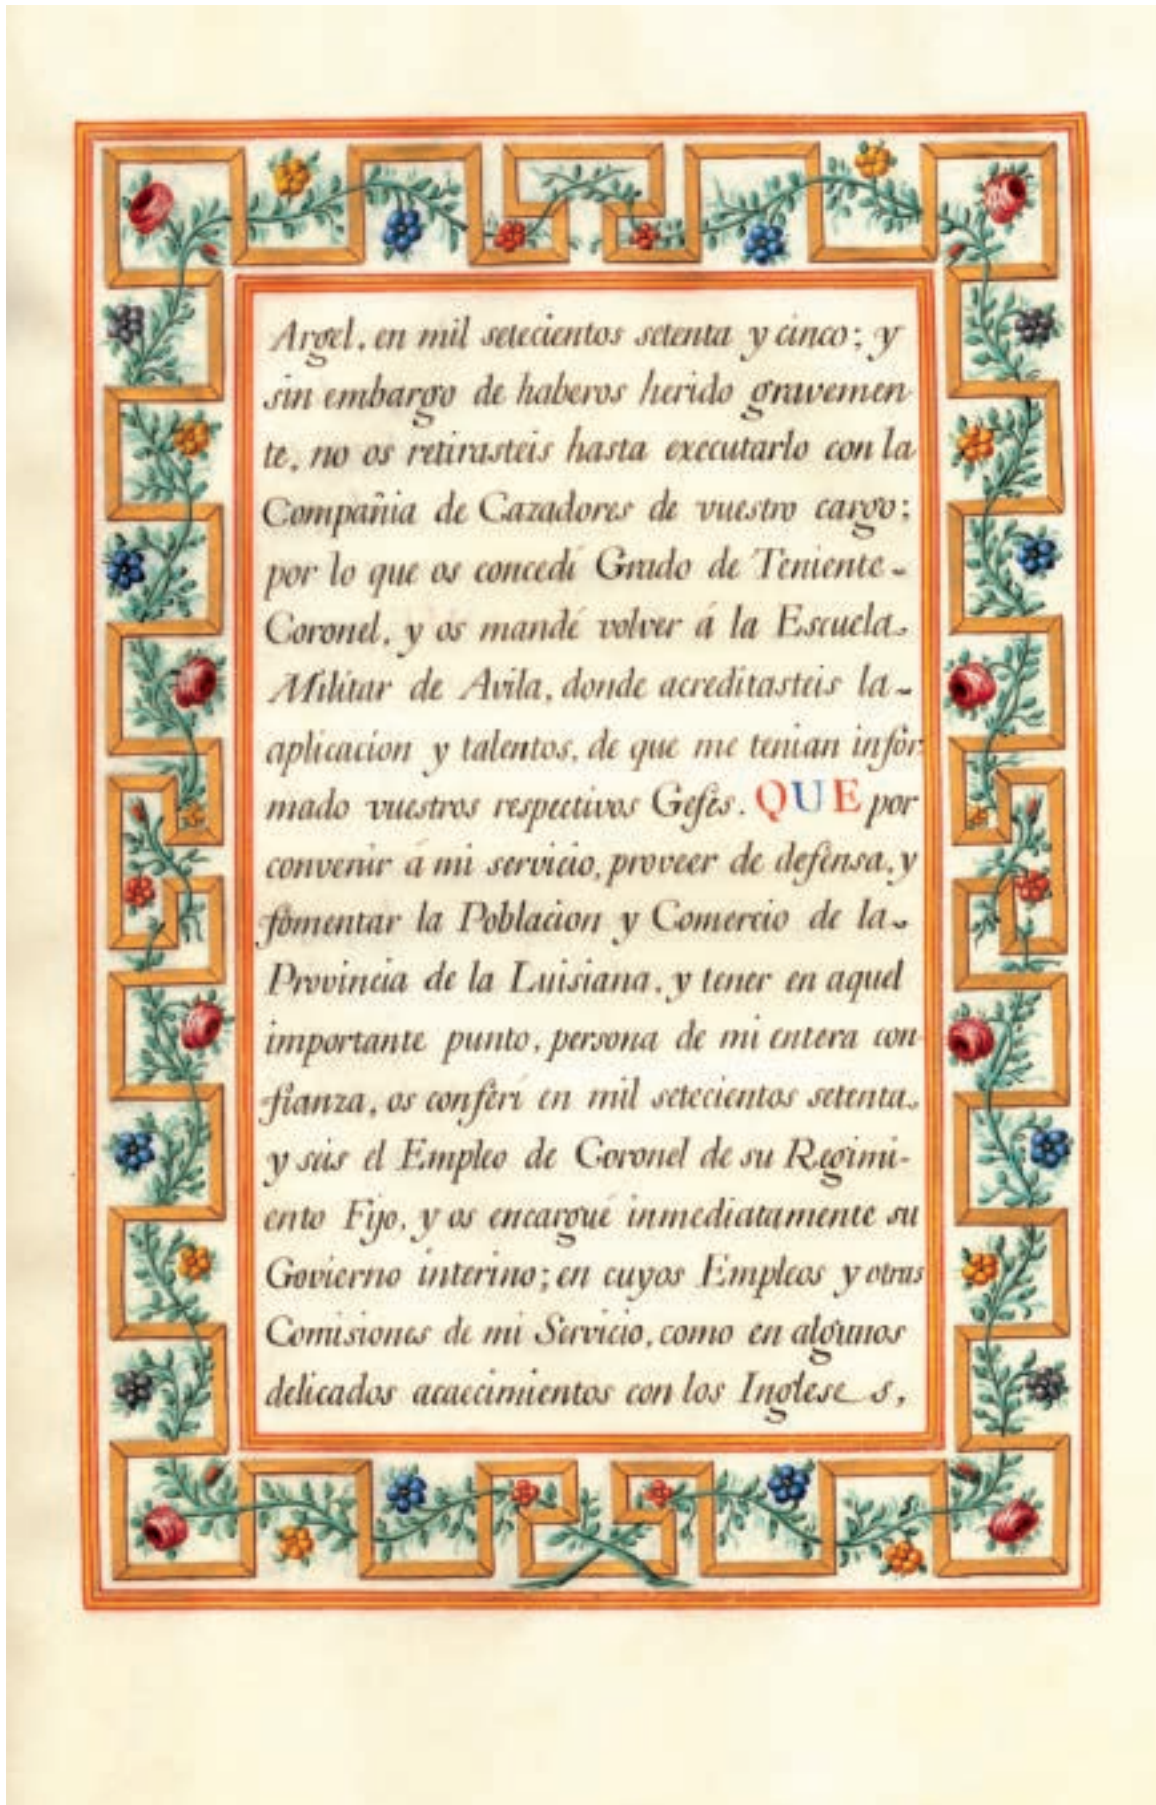 Argel, en mil setecientos setenta y cinco; y
sin embargo de haberos herido gravemen
te, no os retirasteis hasta executarlo con la
Compañia de Cazadores de vuestro cargo;
por lo que os concedí Grado de Teniente-
Coronel, y os mandé volver á la Escuela
Militar de Avila, donde acreditasteis la-
aplicacion y talentos, de que me tenian infor
mado vuestros respectivos Gefes. QUE por
convenir á mi servicio, proveer de defensa, y
fomentar la Poblacion y Comercio de la-
Provincia de la Luisiana, y tener en aquel
importante punto, persona de mi entera con
fianza, os conferí en mil setecientos setenta
y seis el Empleo de Coronel de su Regimi-
ento Fijo, y os encargué inmediatamente su
Govierno interino; en cuyos Empleos y otras
Comisiones de mi Servicio, como en algunos
delicados acaecimientos con los Ingleses,